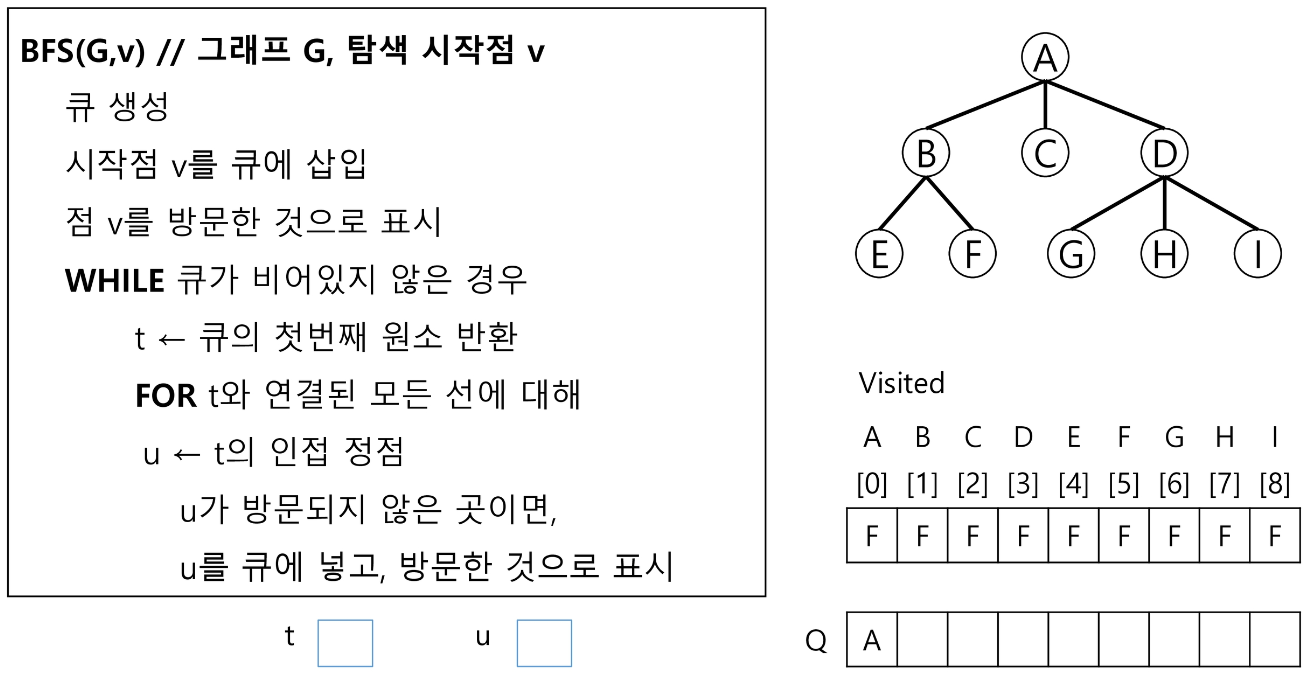 BFS(G,v) // 그래프 G, 탐색 시작점 v
큐 생성
시작점 v를 큐에 삽입
점 v를 방문한 것으로 표시
WHILE 큐가 비어있지 않은 경우
t ← 큐의 첫번째 원소 반환
FOR t와 연결된 모든 선에 대해
u ← t의 인접 정점
u가 방문되지 않은 곳이면,
u를 큐에 넣고, 방문한 것으로 표시
t u
A
B C D
E F G H I
Visited
A B C D E F G H I
[0] [1] [2] [3] [4] [5] [6] [7] [8]
F F F F F F F F F
Q A